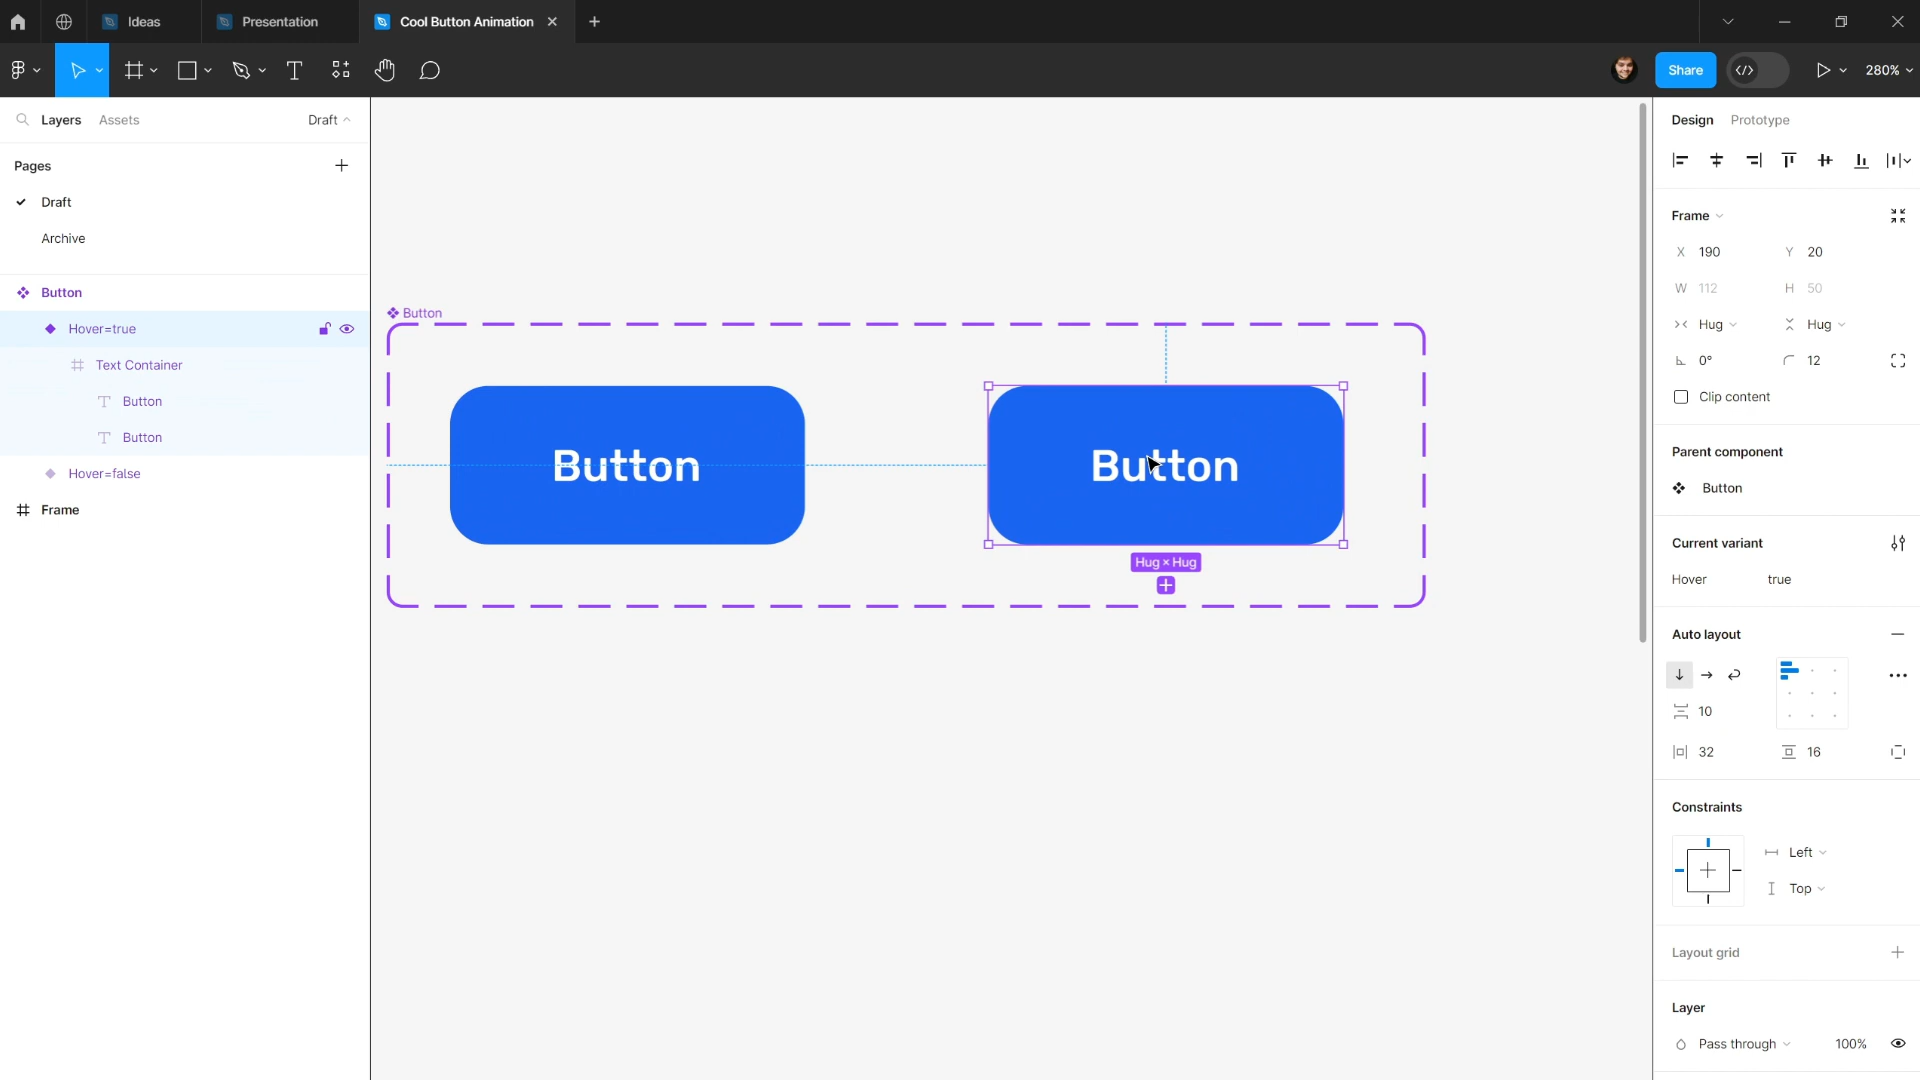 Ideas
Presentation
Cool Button Animation
Share
280%
Layers
Assets
Draft
Pages
Draft
Archive
Button
Hover=true
Text Container
Button
Button
Hover=false
Frame
Button
Button
Button
Hug × Hug
Design
Prototype
Frame
X 190
Y 20
W 112
H 50
Hug
Hug
0°
12
Clip content
Parent component
Button
Current variant
Hover
true
Auto layout
10
32
16
Constraints
Left
Top
Layout grid
Layer
Pass through
100%